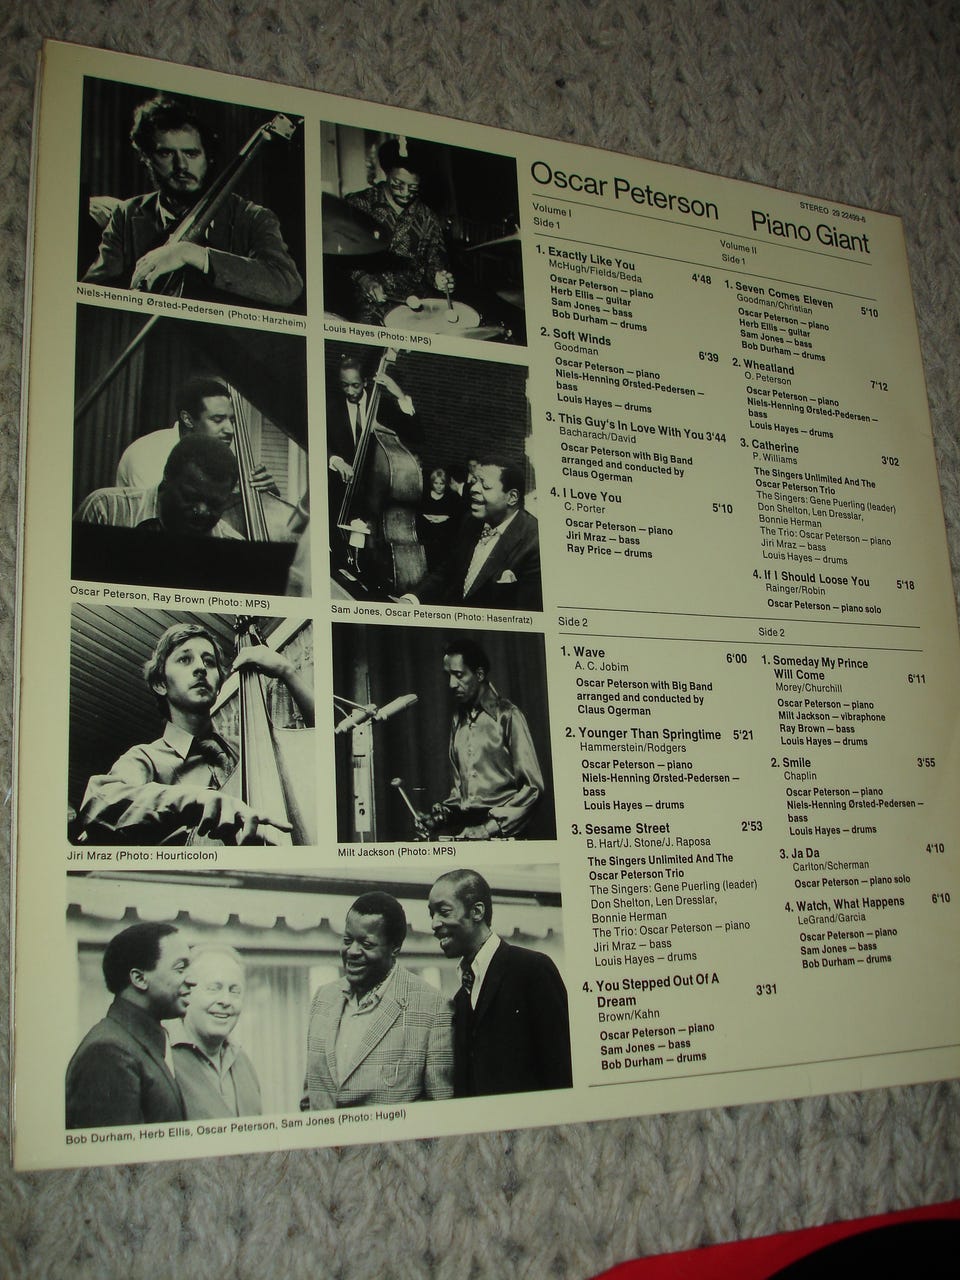 Oscar Peterson Piano Giant
STEREO 29 22499-6
Volume I
Side 1
1. Exactly Like You 4'48
McHugh/Fields/Beda
Oscar Peterson – piano
Herb Ellis – guitar
Sam Jones – bass
Bob Durham – drums
2. Soft Winds 6'39
Goodman
Oscar Peterson – piano
Niels-Henning Ørsted-Pedersen –
bass
Louis Hayes – drums
3. This Guy's In Love With You 3'44
Bacharach/David
Oscar Peterson with Big Band
arranged and conducted by
Claus Ogerman
4. I Love You 5'10
C. Porter
Oscar Peterson – piano
Jiri Mraz – bass
Ray Price – drums
Side 2
1. Wave 6'00
A. C. Jobim
Oscar Peterson with Big Band
arranged and conducted by
Claus Ogerman
2. Younger Than Springtime 5'21
Hammerstein/Rodgers
Oscar Peterson – piano
Niels-Henning Ørsted-Pedersen –
bass
Louis Hayes – drums
3. Sesame Street 2'53
B. Hart/J. Stone/J. Raposa
The Singers Unlimited And The
Oscar Peterson Trio
The Singers: Gene Puerling (leader)
Don Shelton, Len Dresslar,
Bonnie Herman
The Trio: Oscar Peterson – piano
Jiri Mraz – bass
Louis Hayes – drums
4. You Stepped Out Of A
Dream 3'31
Brown/Kahn
Oscar Peterson – piano
Sam Jones – bass
Bob Durham – drums
Volume II
Side 1
1. Seven Comes Eleven 5'10
Goodman/Christian
Oscar Peterson – piano
Herb Ellis – guitar
Sam Jones – bass
Bob Durham – drums
2. Wheatland 7'12
O. Peterson
Oscar Peterson – piano
Niels-Henning Ørsted-Pedersen –
bass
Louis Hayes – drums
3. Catherine 3'02
P. Williams
The Singers Unlimited And The
Oscar Peterson Trio
The Singers: Gene Puerling (leader)
Don Shelton, Len Dresslar,
Bonnie Herman
The Trio: Oscar Peterson – piano
Jiri Mraz – bass
Louis Hayes – drums
4. If I Should Loose You 5'18
Rainger/Robin
Oscar Peterson – piano solo
Side 2
1. Someday My Prince
Will Come 6'11
Morey/Churchill
Oscar Peterson – piano
Milt Jackson – vibraphone
Ray Brown – bass
Louis Hayes – drums
2. Smile 3'55
Chaplin
Oscar Peterson – piano
Niels-Henning Ørsted-Pedersen –
bass
Louis Hayes – drums
3. Ja Da 4'10
Carlton/Scherman
Oscar Peterson – piano solo
4. Watch, What Happens 6'10
LeGrand/Garcia
Oscar Peterson – piano
Sam Jones – bass
Bob Durham – drums
Niels-Henning Ørsted-Pedersen (Photo: Harzheim)
Louis Hayes (Photo: MPS)
Oscar Peterson, Ray Brown (Photo: MPS)
Sam Jones, Oscar Peterson (Photo: Hasenfratz)
Jiri Mraz (Photo: Hourticolon)
Milt Jackson (Photo: MPS)
Bob Durham, Herb Ellis, Oscar Peterson, Sam Jones (Photo: Hugel)